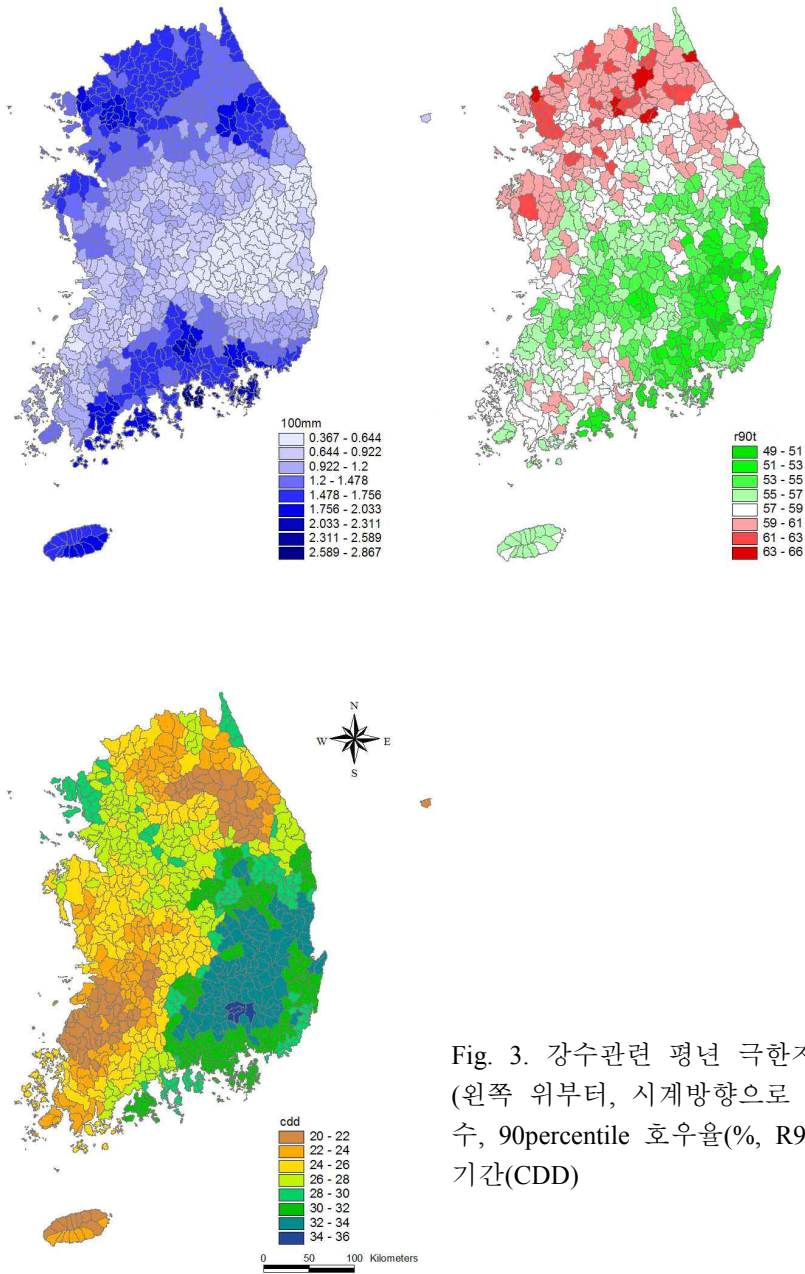 100mm
0.367 - 0.644
0.644 - 0.922
0.922 - 1.2
1.2 - 1.478
1.478 - 1.756
1.756 - 2.033
2.033 - 2.311
2.311 - 2.589
2.589 - 2.867
r90t
49 - 51
51 - 53
53 - 55
55 - 57
57 - 59
59 - 61
61 - 63
63 - 66
N
W E
S
cdd
20 - 22
22 - 24
24 - 26
26 - 28
28 - 30
30 - 32
32 - 34
34 - 36
0 50 100 Kilometers
Fig. 3. 강수관련 평년 극한
(왼쪽 위부터, 시계방향으로
수, 90percentile 호우율(%, R9
기간(CDD)